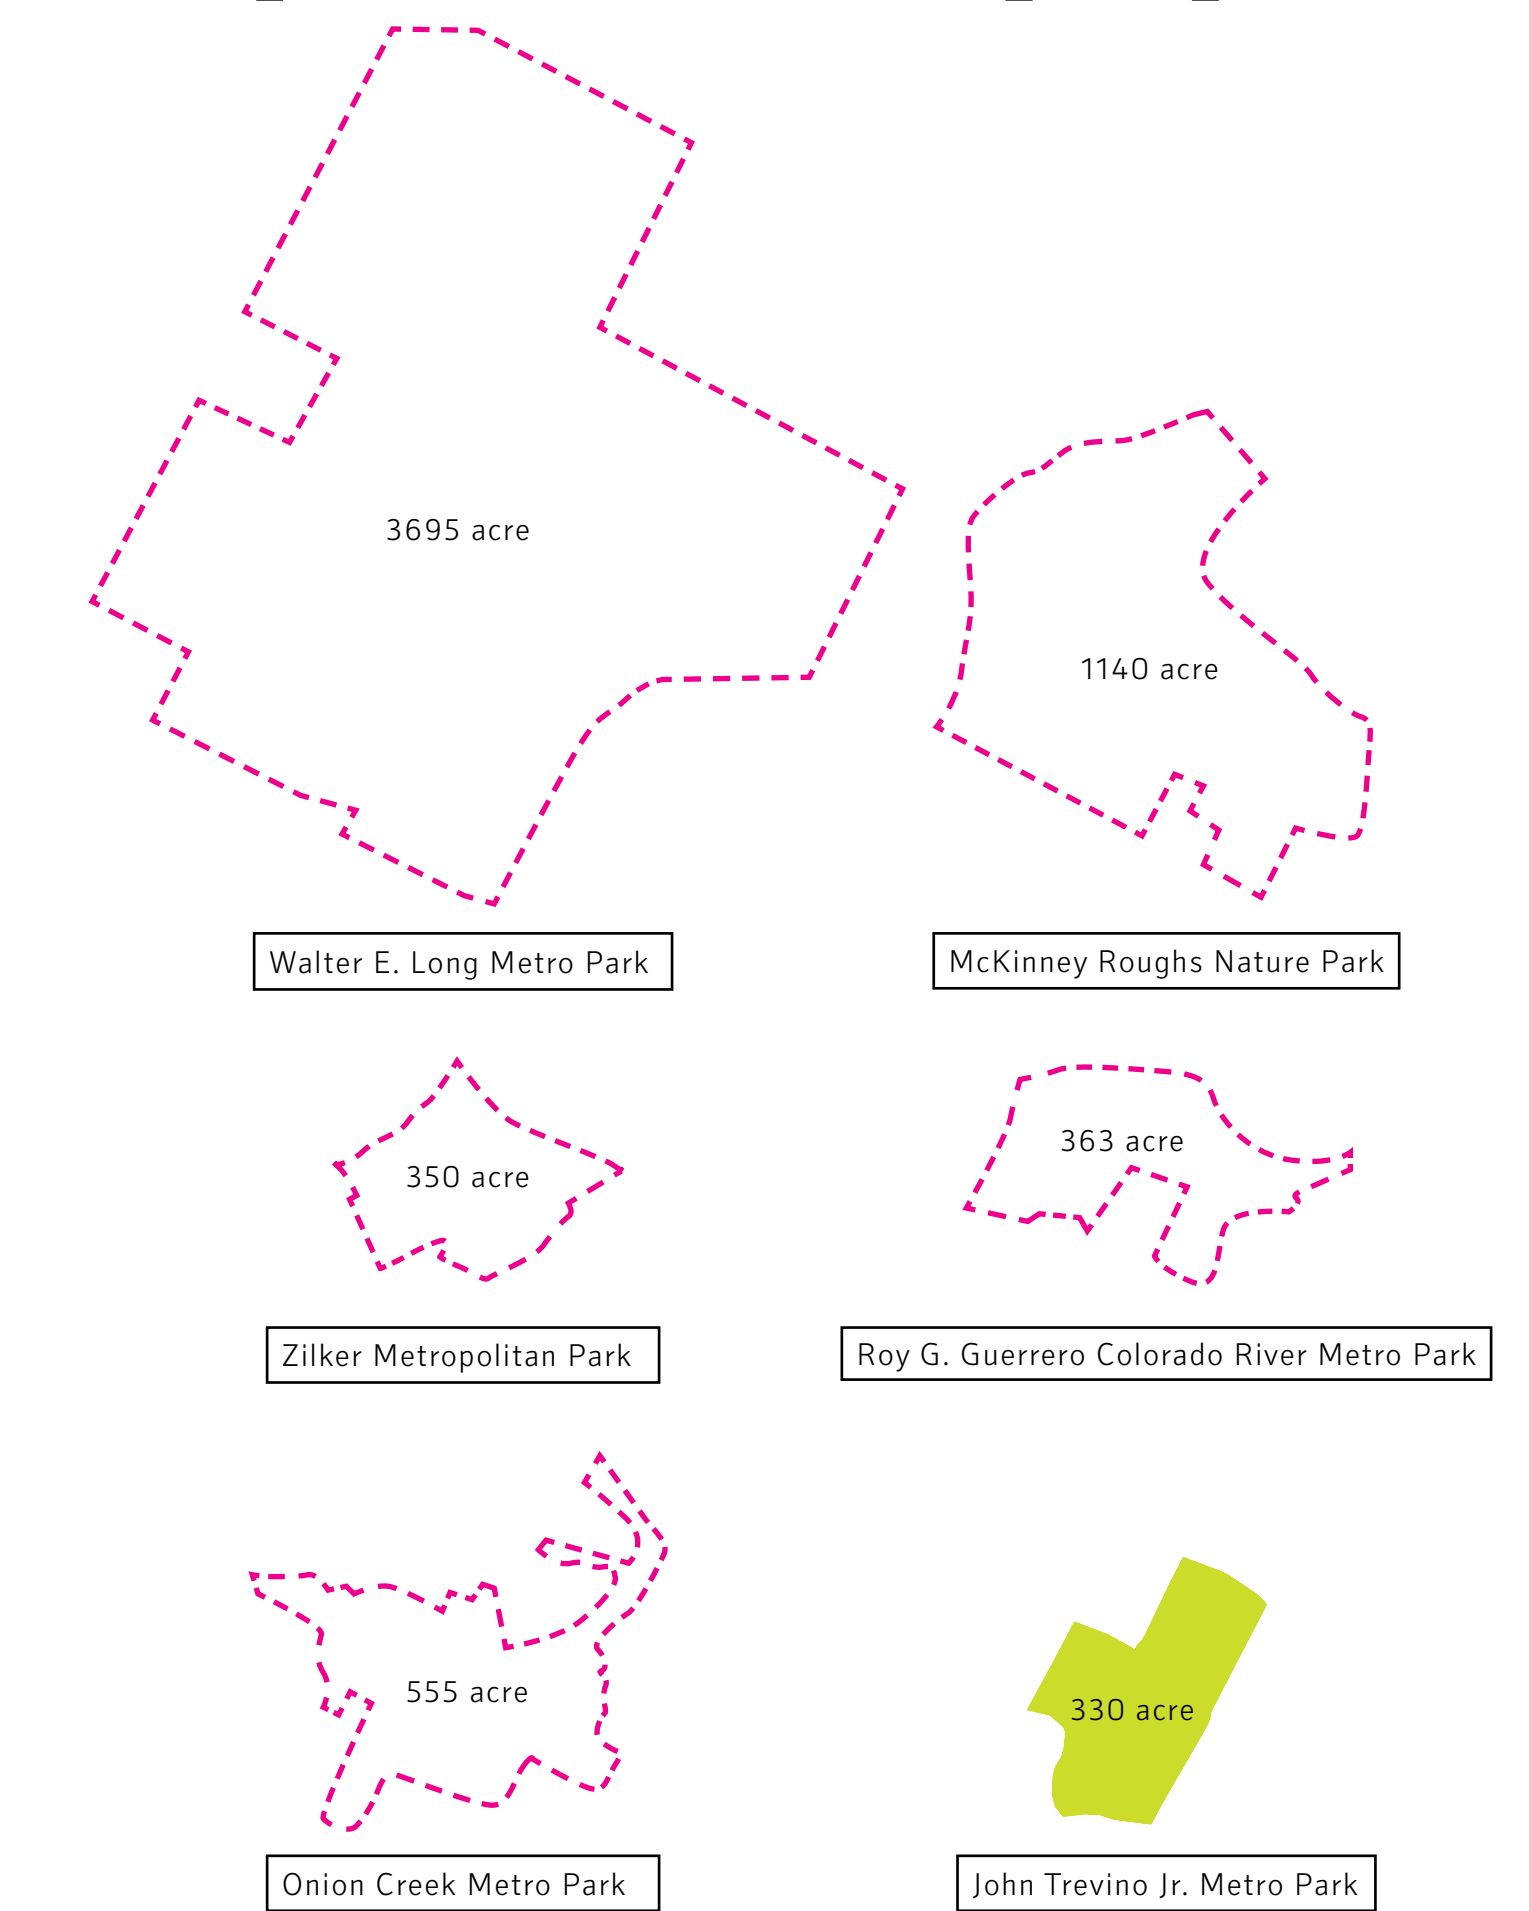 3695 acre
1140 acre
Walter E. Long Metro Park
McKinney Roughs Nature Park
350 acre
363 acre
Zilker Metropolitan Park
Roy G. Guerrero Colorado River Metro Park
555 acre
330 acre
Onion Creek Metro Park
John Trevino Jr. Metro Park